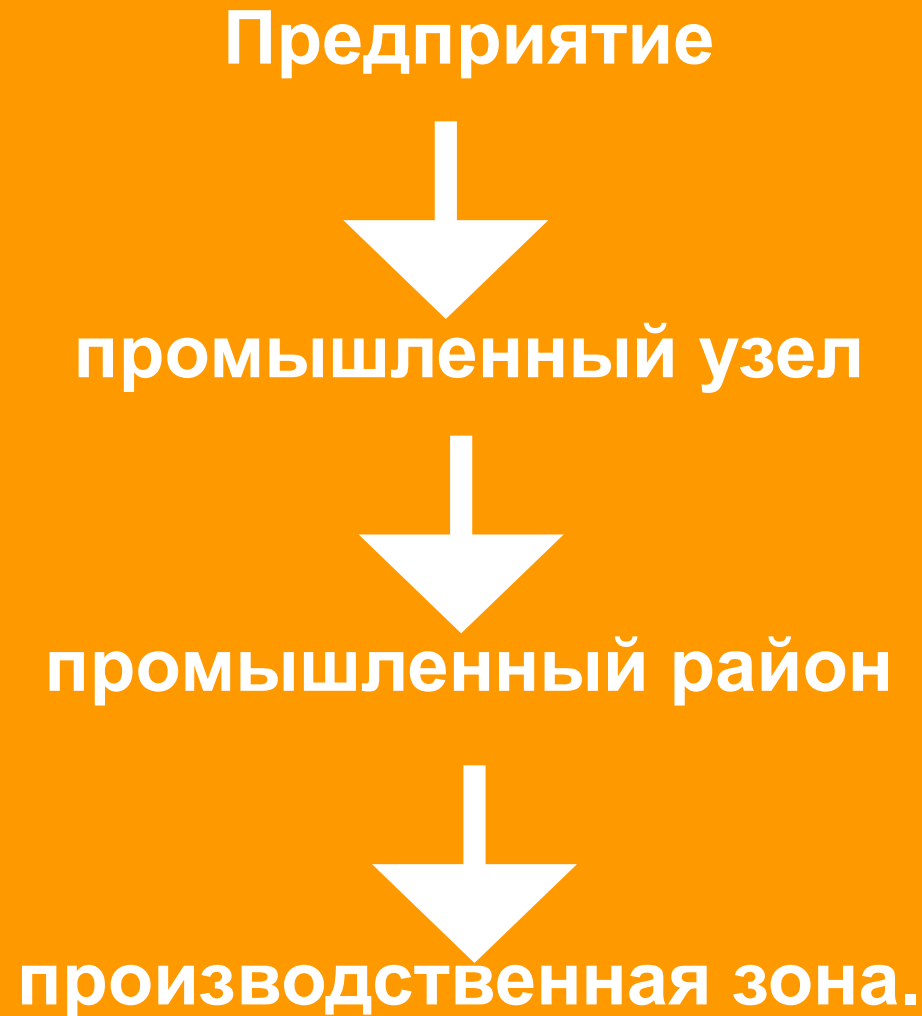 Предприятие
промышленный узел
промышленный район
производственная зона.